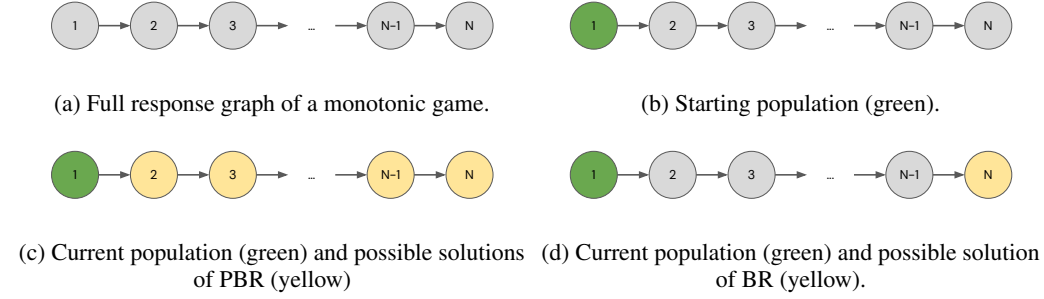 1 2 3 ... N-1 N
1 2 3 ... N-1 N
(a) Full response graph of a monotonic game.
(b) Starting population (green).
1 2 3 ... N-1 N
1 2 3 ... N-1 N
(c) Current population (green) and possible solutions
of PBR (yellow)
(d) Current population (green) and possible solution
of BR (yellow).